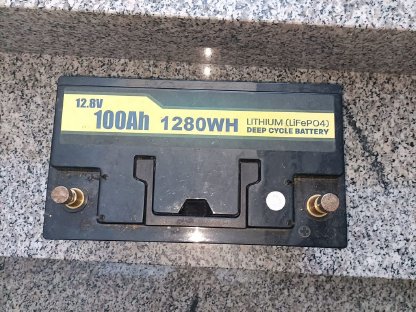 12.8V
100Ah 1280WH
LITHIUM (LiFePO4)
DEEP CYCLE BATTERY